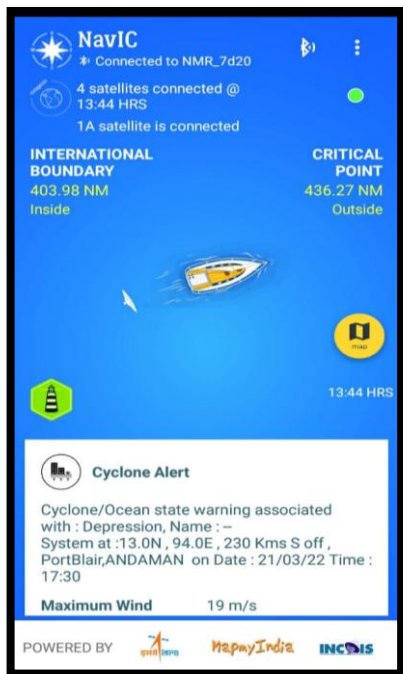 NavIC
Connected to NMR_7d20
4 satellites connected @
13:44 HRS
1A satellite is connected
INTERNATIONAL
BOUNDARY
403.98 NM
Inside
CRITICAL
POINT
436.27 NM
Outside
map
13:44 HRS
Cyclone Alert
Cyclone/Ocean state warning associated
with : Depression, Name : --
System at :13.0N , 94.0E , 230 Kms S off ,
PortBlair,ANDAMAN on Date : 21/03/22 Time :
17:30
Maximum Wind 19 m/s
POWERED BY
इसरो isro
MapmyIndia
INCOIS